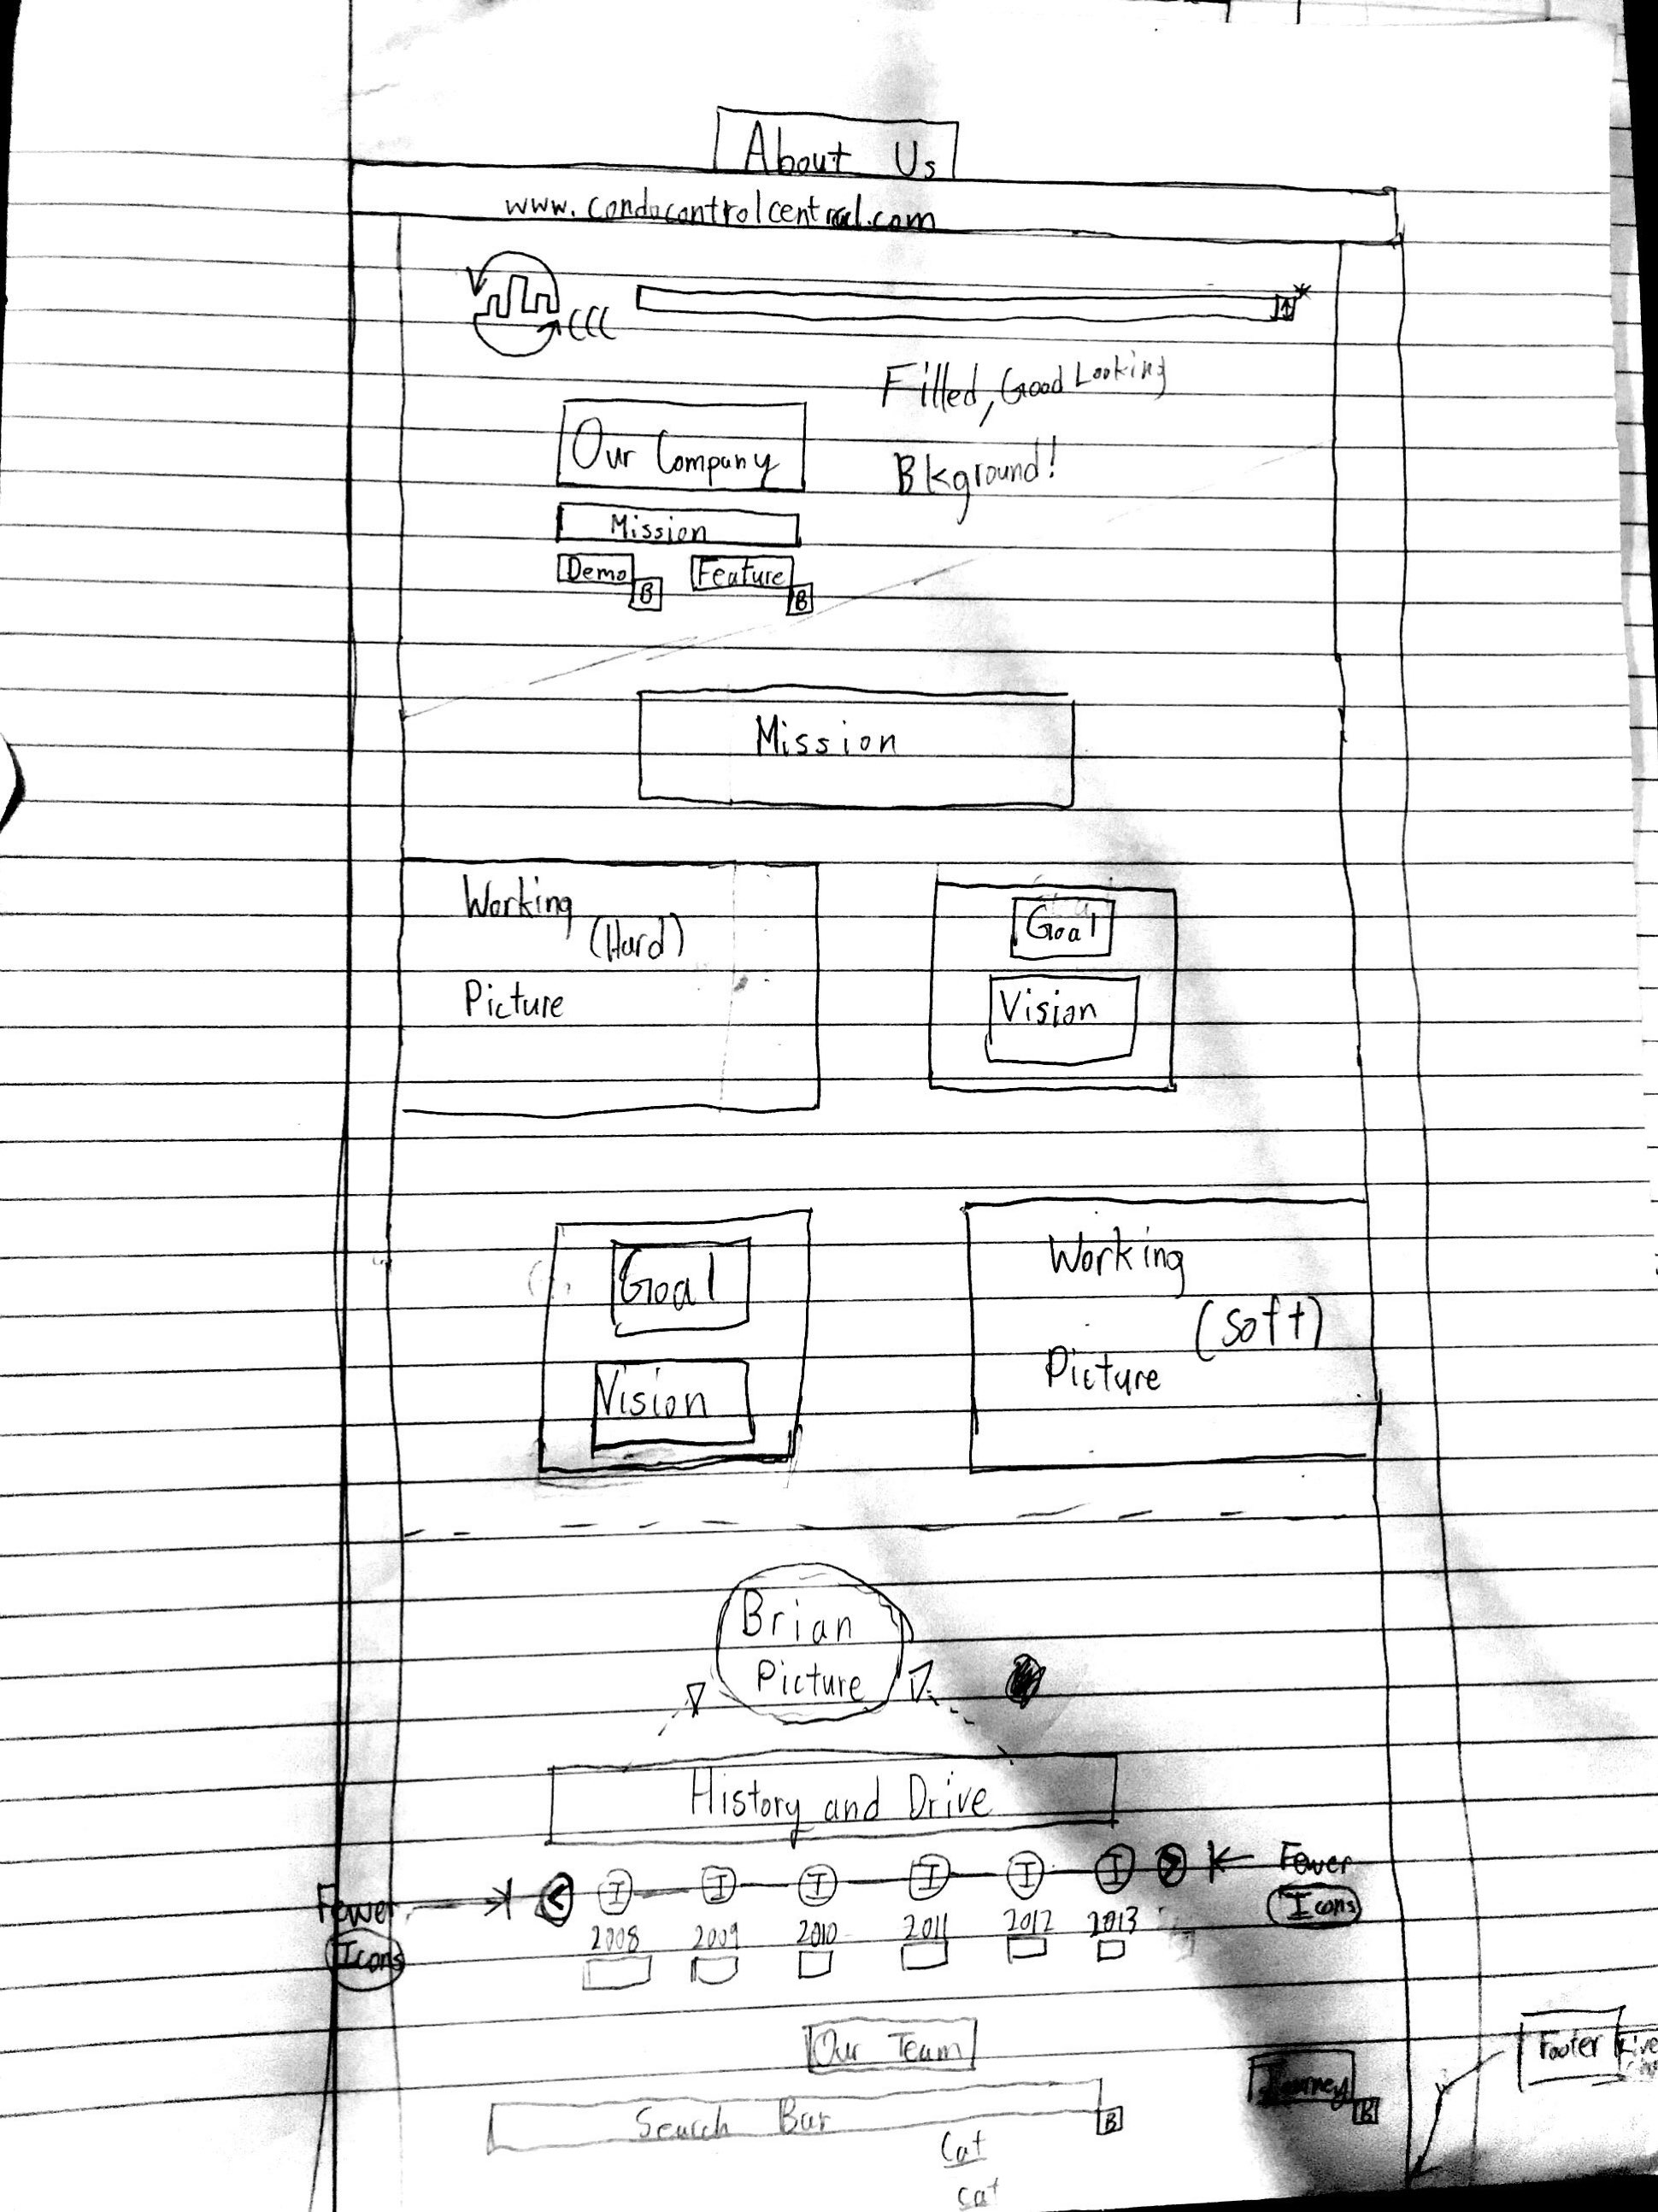 About Us
www.condocontrolcentral.com
CCC
Filled, Good Looking
Bkground!
Our Company
Mission
Demo
B
Feature
B
Mission
Working
(Hard)
Picture
Goal
Vision
Goal
Vision
Working
(Soft)
Picture
Brian
Picture
History and Drive
Fewer
Icons
<
I
I
I
I
I
I
>
Fewer
Icons
2008
2009
2010
2011
2012
2013
Our Team
Search Bar
B
Cat
cat
Journey
B
Footer